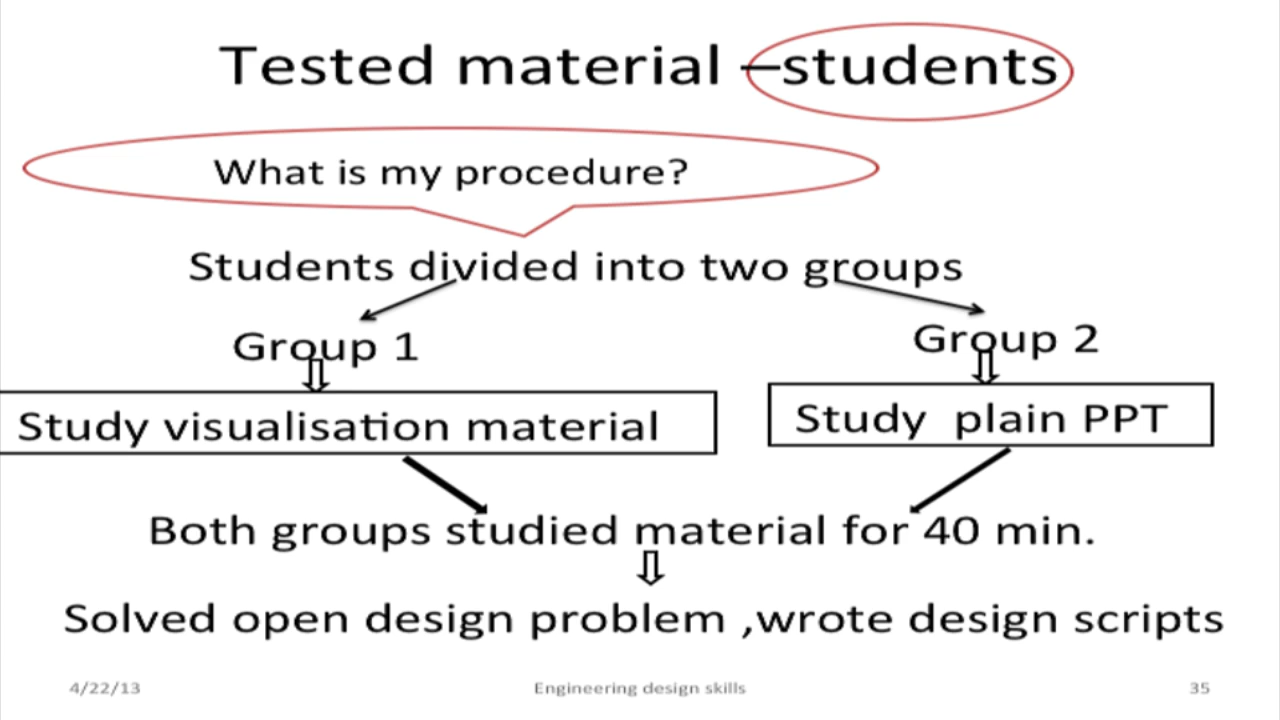 Tested material –students
What is my procedure?
Students divided into two groups
Group 1
Group 2
Study visualisation material
Study plain PPT
Both groups studied material for 40 min.
Solved open design problem ,wrote design scripts
4/22/13
Engineering design skills
35